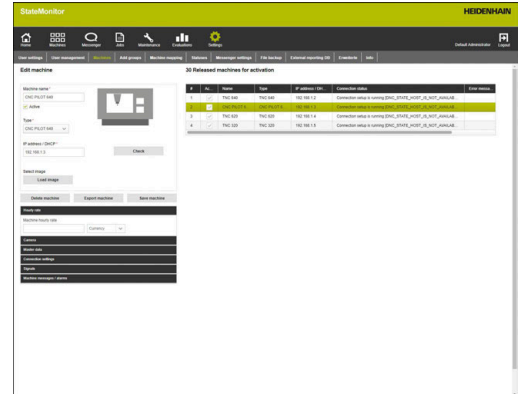 StateMonitor
HEIDENHAIN
Home Machines Messenger Jobs Maintenance Evaluations Settings Default Administrator Logout
User settings User management Machines Add groups Machine mapping Statuses Messenger settings File backup External reporting DB E-functions Info
Edit machine
30 Released machines for activation
Machine name*
CNC PILOT 640
Active
Type*
CNC PILOT 640
IP address / DHCP*
192.168.1.3
Check
Select image
Load image
Delete machine Export machine Save machine
Hourly rate
Machine hourly rate
Currency
Camera
Master data
Connection settings
Signals
Machine messages / alarms
# Ac... Name Type IP address / DH... Connection status Error messa...
1 TNC 640 TNC 640 192.168.1.2 Connection setup is running [DNC_STATE_HOST_IS_NOT_AVAILAB...
2 CNC PILOT 6.. CNC PILOT 6.. 192.168.1.3 Connection setup is running [DNC_STATE_HOST_IS_NOT_AVAILAB...
3 TNC 620 TNC 620 192.168.1.4 Connection setup is running [DNC_STATE_HOST_IS_NOT_AVAILAB...
4 TNC 320 TNC 320 192.168.1.5 Connection setup is running [DNC_STATE_HOST_IS_NOT_AVAILAB...